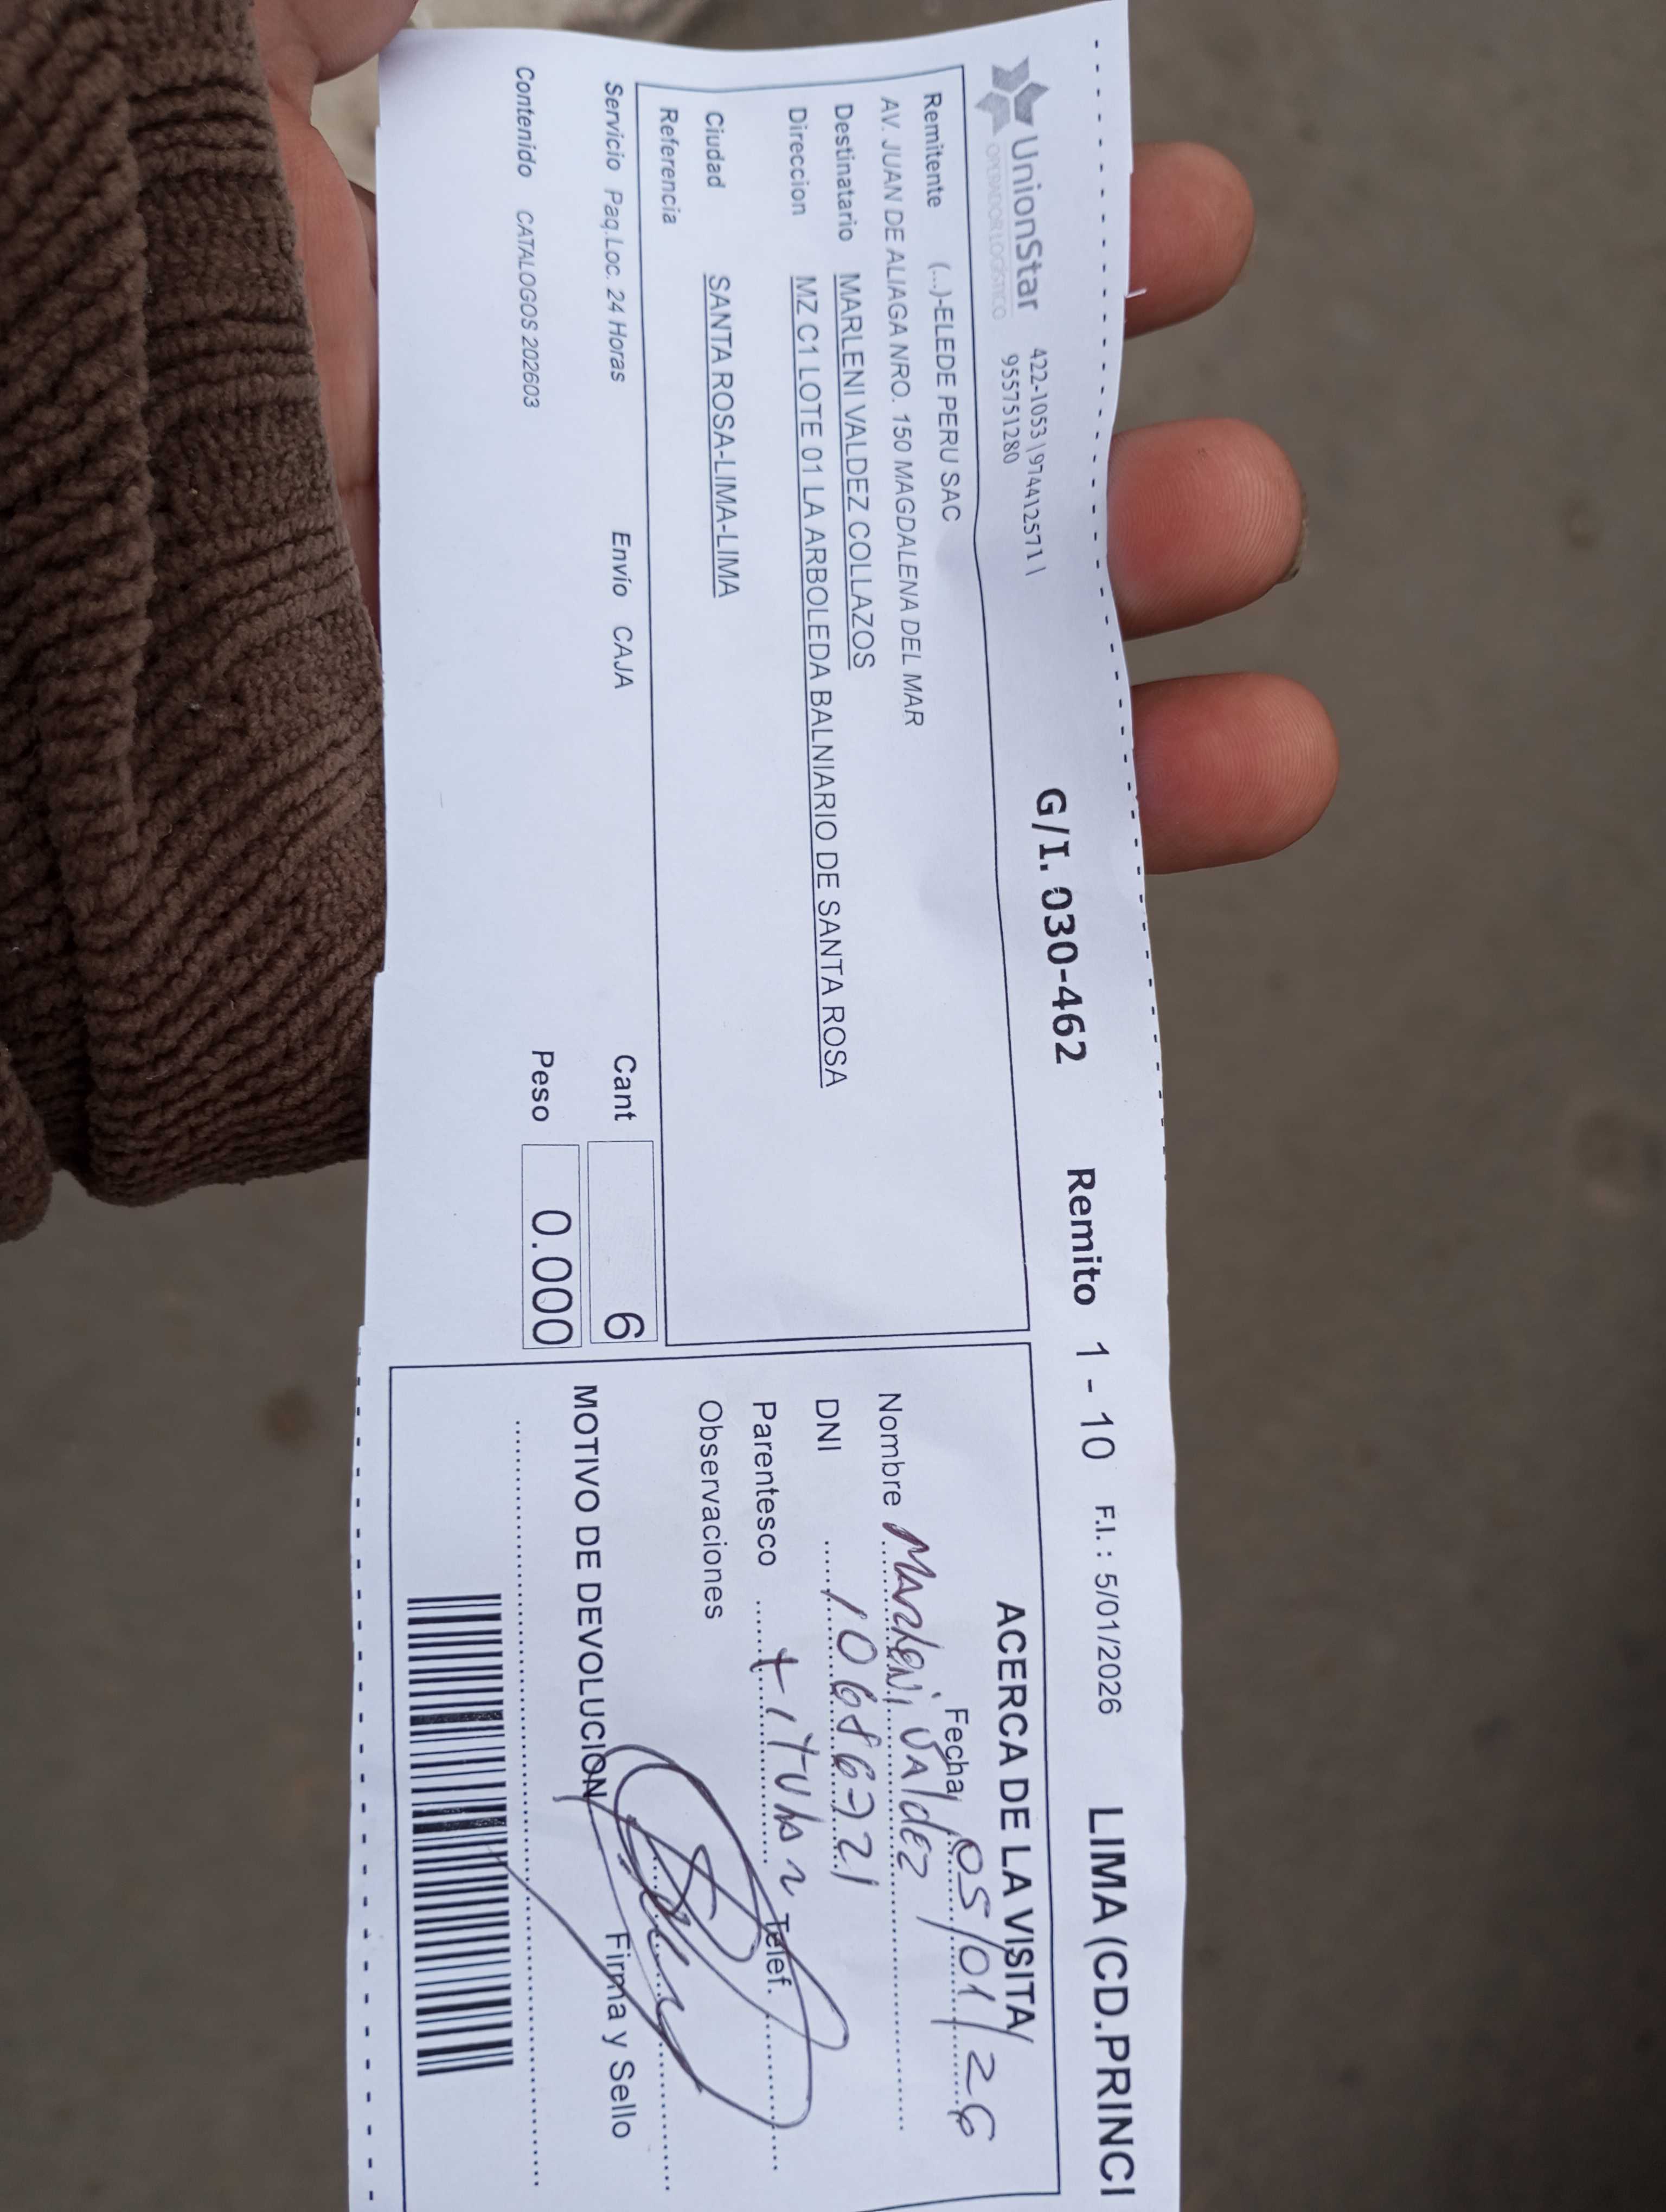 UnionStar
OPERADOR LOGISTICO
422-1053 | 974412571 |
955751280
G/I. 030-462
Remito 1 - 10 F.I. : 5/01/2026 LIMA (CD.PRINCI
Remitente (...)-ELEDE PERU SAC
AV. JUAN DE ALIAGA NRO. 150 MAGDALENA DEL MAR
Destinatario MARLENI VALDEZ COLLAZOS
Direccion MZ C1 LOTE 01 LA ARBOLEDA BALNIARIO DE SANTA ROSA
Ciudad SANTA ROSA-LIMA-LIMA
Referencia
Servicio Paq.Loc. 24 Horas Envío CAJA Cant 6
Contenido CATALOGOS 202603 Peso 0.000
ACERCA DE LA VISITA
Fecha 05/01/26
Nombre Marleni Valdez
DNI 10686721
Parentesco Telef.
Observaciones
Firma y Sello
MOTIVO DE DEVOLUCION